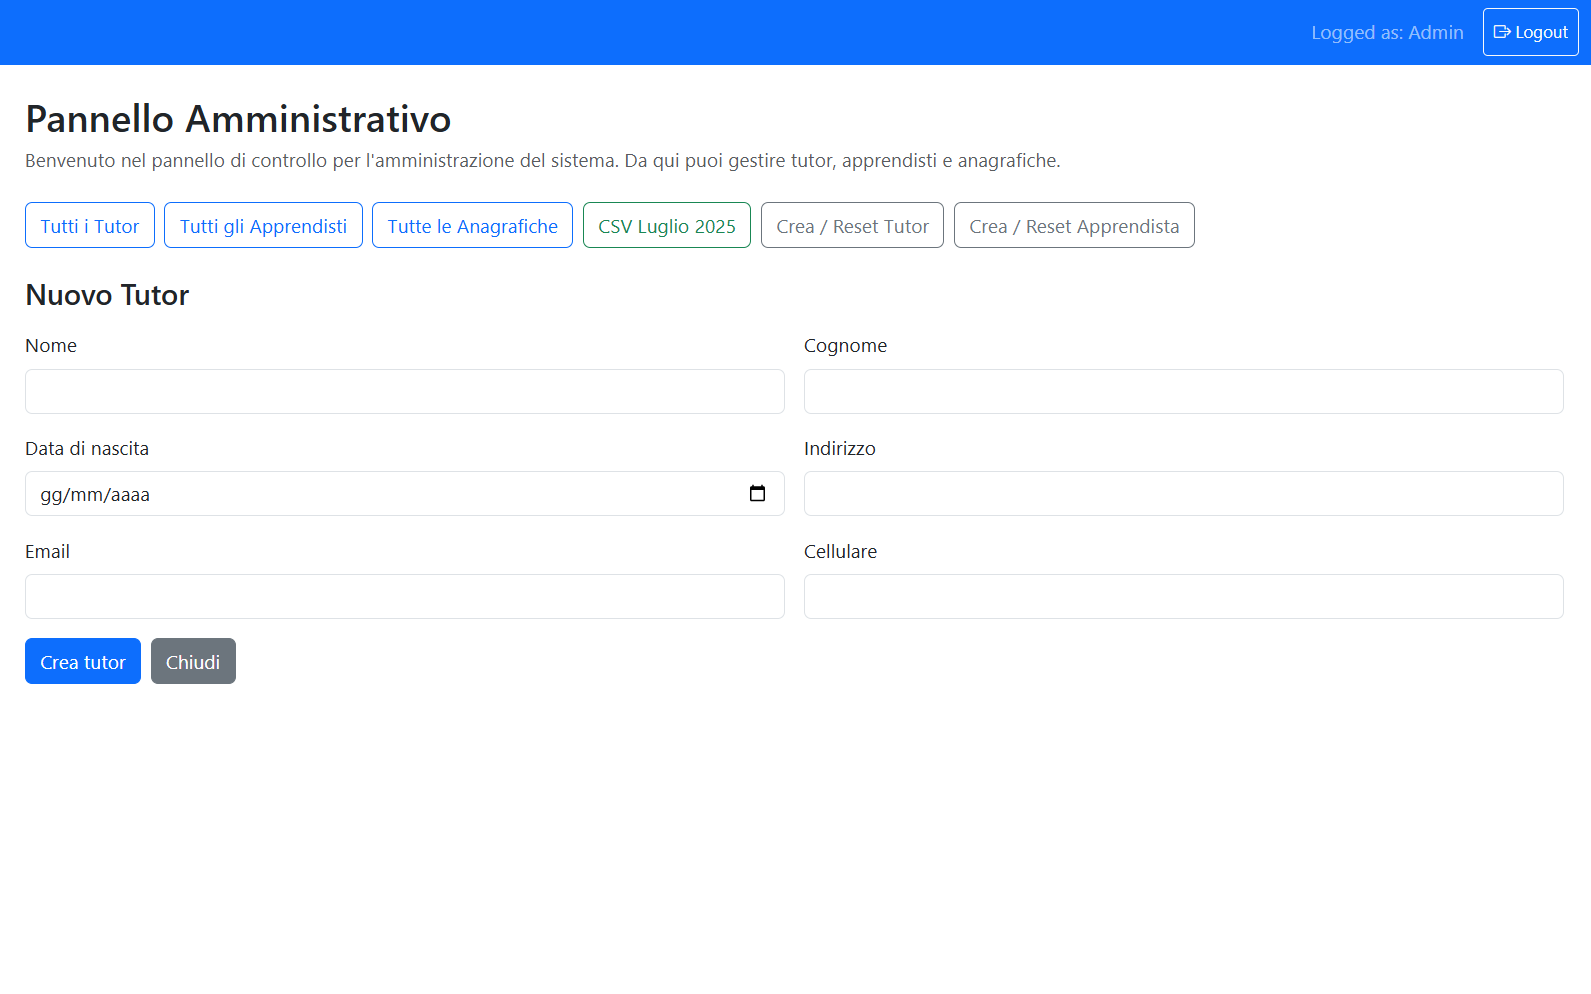 Logged as: Admin Logout
Pannello Amministrativo
Benvenuto nel pannello di controllo per l'amministrazione del sistema. Da qui puoi gestire tutor, apprendisti e anagrafiche.
Tutti i Tutor Tutti gli Apprendisti Tutte le Anagrafiche CSV Luglio 2025 Crea / Reset Tutor Crea / Reset Apprendista
Nuovo Tutor
Nome Cognome
Data di nascita Indirizzo
gg/mm/aaaa
Email Cellulare
Crea tutor Chiudi